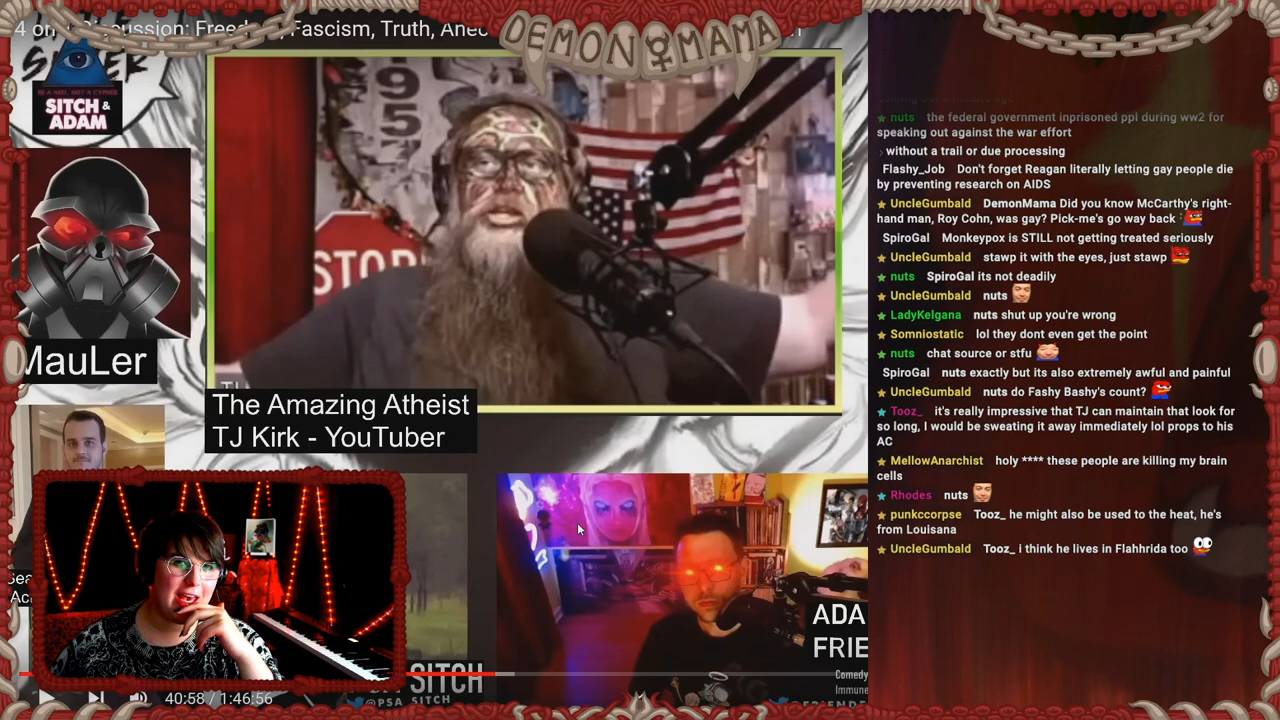 4 on 1 Discussion: Freedom, Fascism, Truth, Anec
DEMON MAMA
BE A HEEL NOT A CYPHER
SITCH &
ADAM
1957
STOP
MauLer
The Amazing Atheist
TJ Kirk - YouTuber
SITCH
@PSA_SITCH
ADA
FRIE
Comedy
Immune
40:58 / 1:46:56
nuts the federal government inprisoned ppl during ww2 for
speaking out against the war effort
without a trail or due processing
Flashy_Job Don't forget Reagan literally letting gay people die
by preventing research on AIDS
UncleGumbald DemonMama Did you know McCarthy's right-
hand man, Roy Cohn, was gay? Pick-me's go way back
SpiroGal Monkeypox is STILL not getting treated seriously
UncleGumbald stawp it with the eyes, just stawp
nuts SpiroGal its not deadily
UncleGumbald nuts
LadyKelgana nuts shut up you're wrong
Somniostatic lol they dont even get the point
nuts chat source or stfu
SpiroGal nuts exactly but its also extremely awful and painful
UncleGumbald nuts do Fashy Bashy's count?
Tooz_ it's really impressive that TJ can maintain that look for
so long, I would be sweating it away immediately lol props to his
AC
MellowAnarchist holy **** these people are killing my brain
cells
Rhodes nuts
punkccorpse Tooz_ he might also be used to the heat, he's
from Louisana
UncleGumbald Tooz_ i think he lives in Flahhrida too